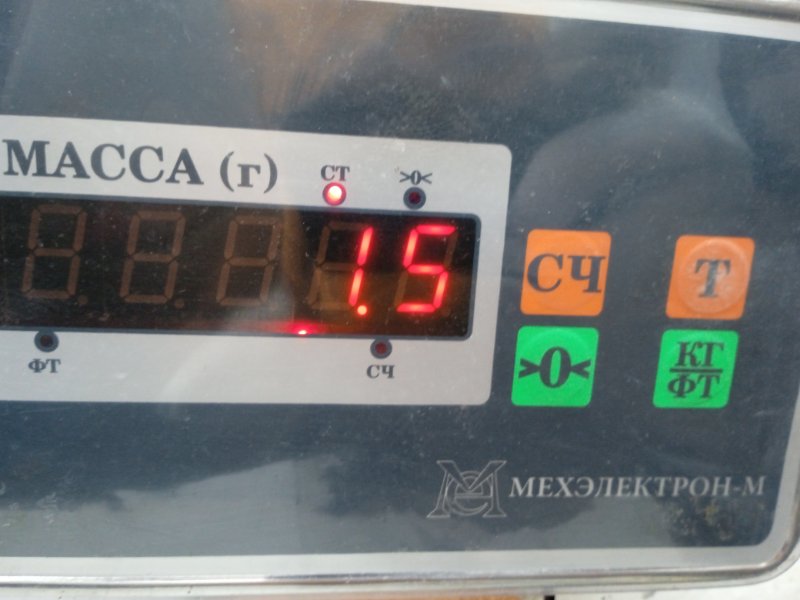 МАССА (г)
СТ
>0<
1.5
ФТ
СЧ
СЧ
Т
>0<
КГ
ФТ
МЕХЭЛЕКТРОН-М